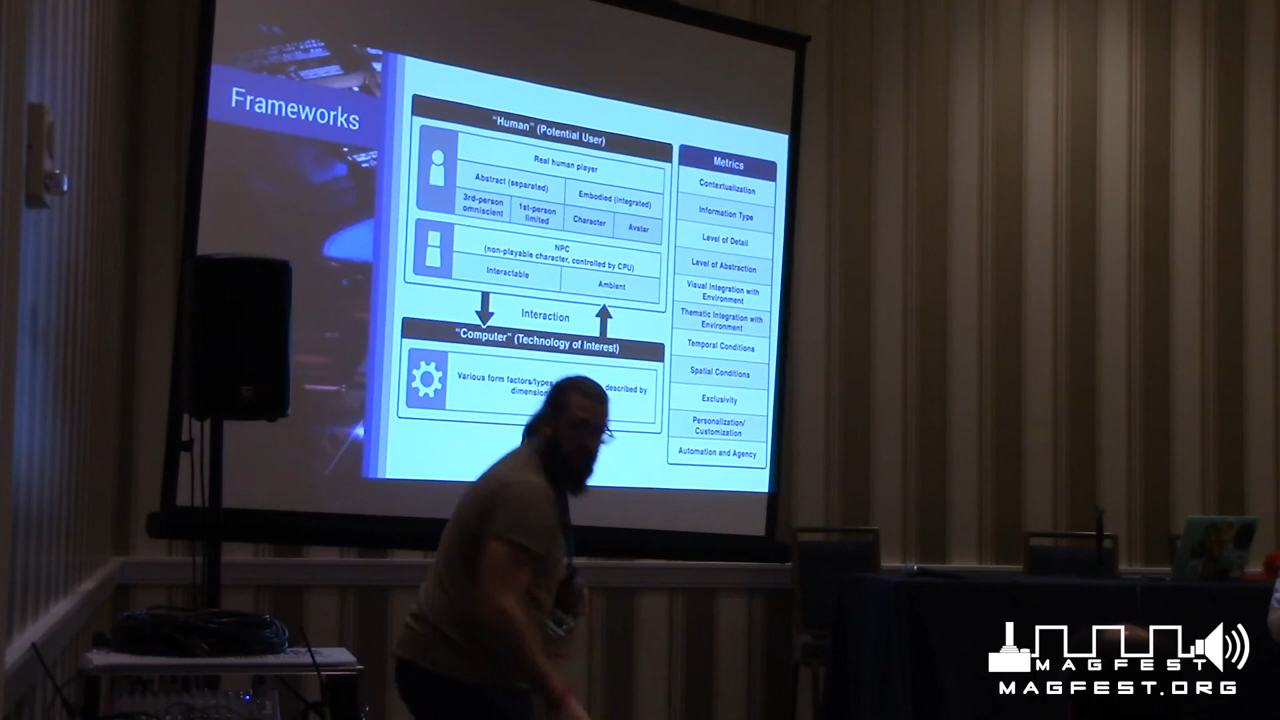 Frameworks
"Human" (Potential User)
Real human player
Abstract (separated)
Embodied (integrated)
3rd-person
omniscient
1st-person
limited
Character
Avatar
NPC
(non-playable character, controlled by CPU)
Interactable
Ambient
Interaction
"Computer" (Technology of Interest)
Various form factors/types
described by
dimension
Metrics
Contextualization
Information Type
Level of Detail
Level of Abstraction
Visual Integration with
Environment
Thematic Integration with
Environment
Temporal Conditions
Spatial Conditions
Exclusivity
Personalization/
Customization
Automation and Agency
MAGFEST
MAGFEST.ORG